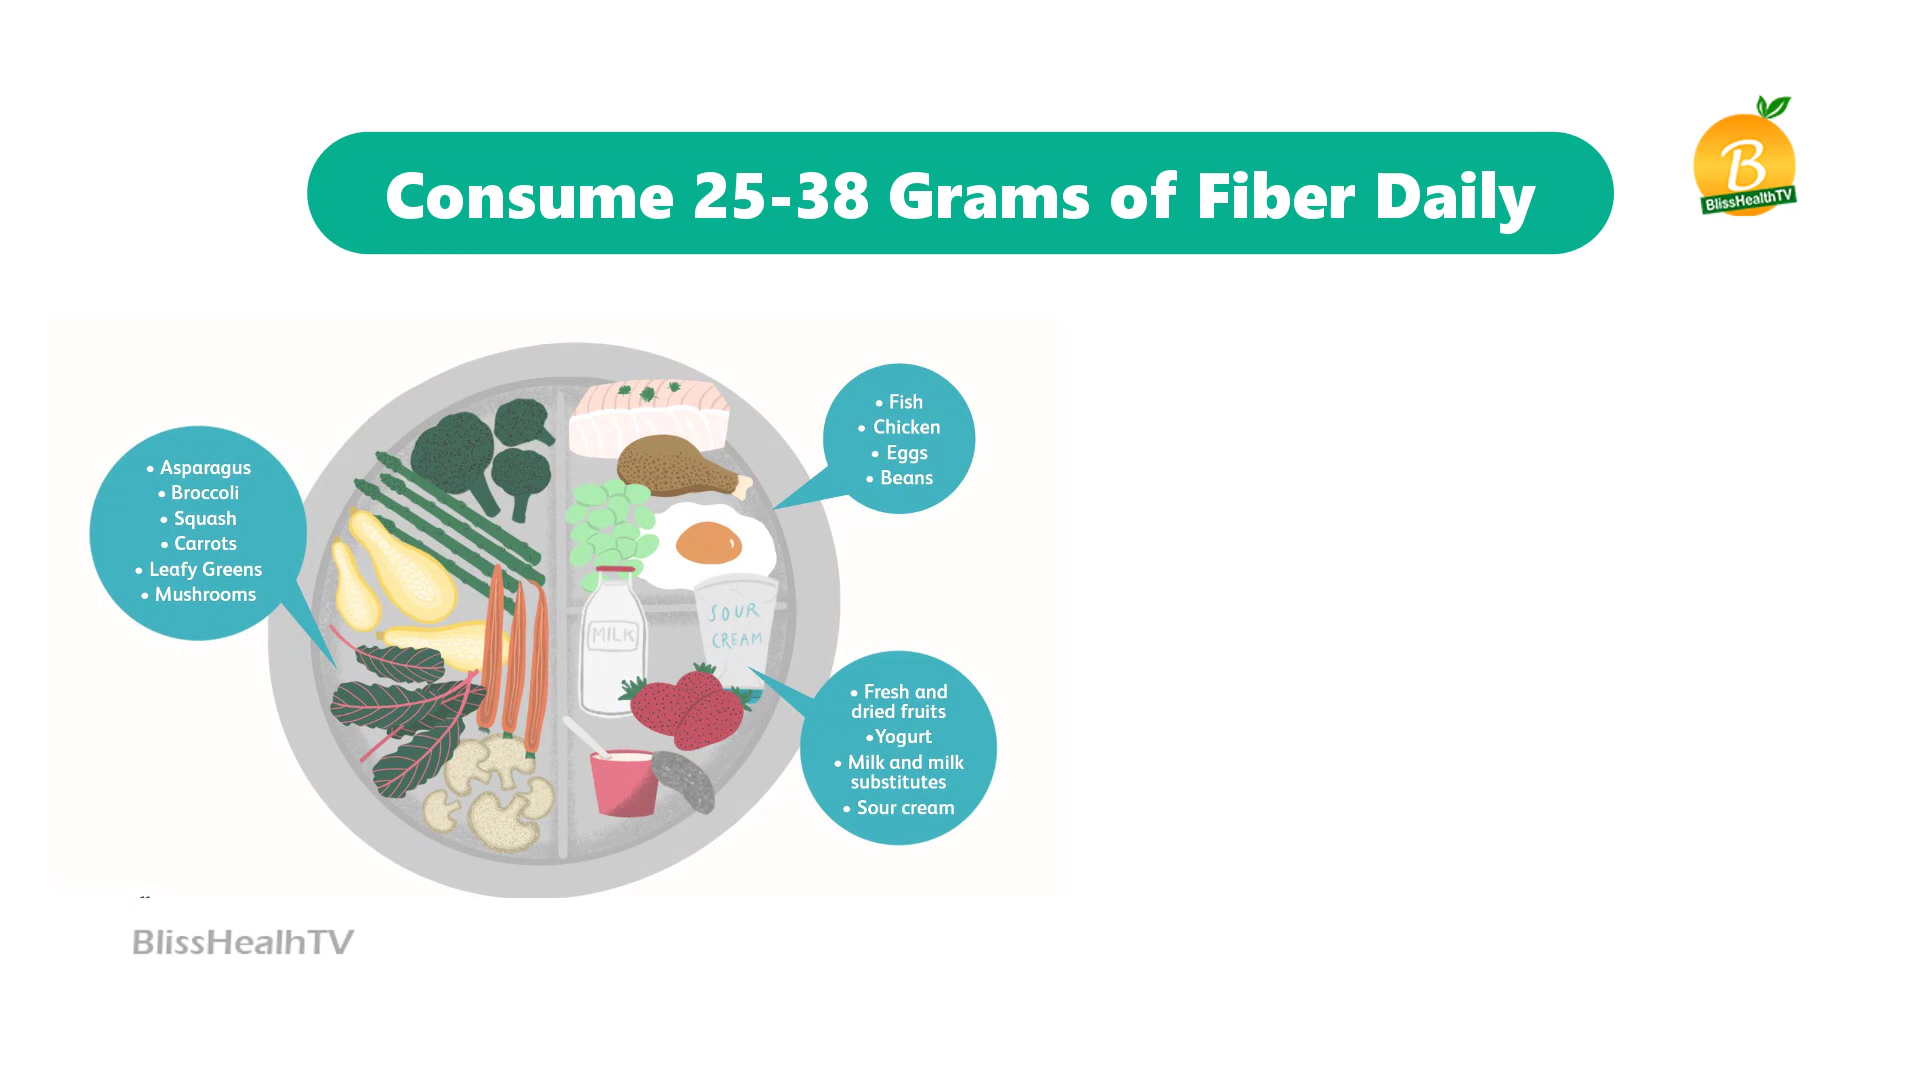 Consume 25-38 Grams of Fiber Daily
B
BlissHealthTV
• Asparagus
• Broccoli
• Squash
• Carrots
• Leafy Greens
• Mushrooms
• Fish
• Chicken
• Eggs
• Beans
MILK
SOUR
CREAM
• Fresh and
dried fruits
•Yogurt
• Milk and milk
substitutes
• Sour cream
BlissHealhTV